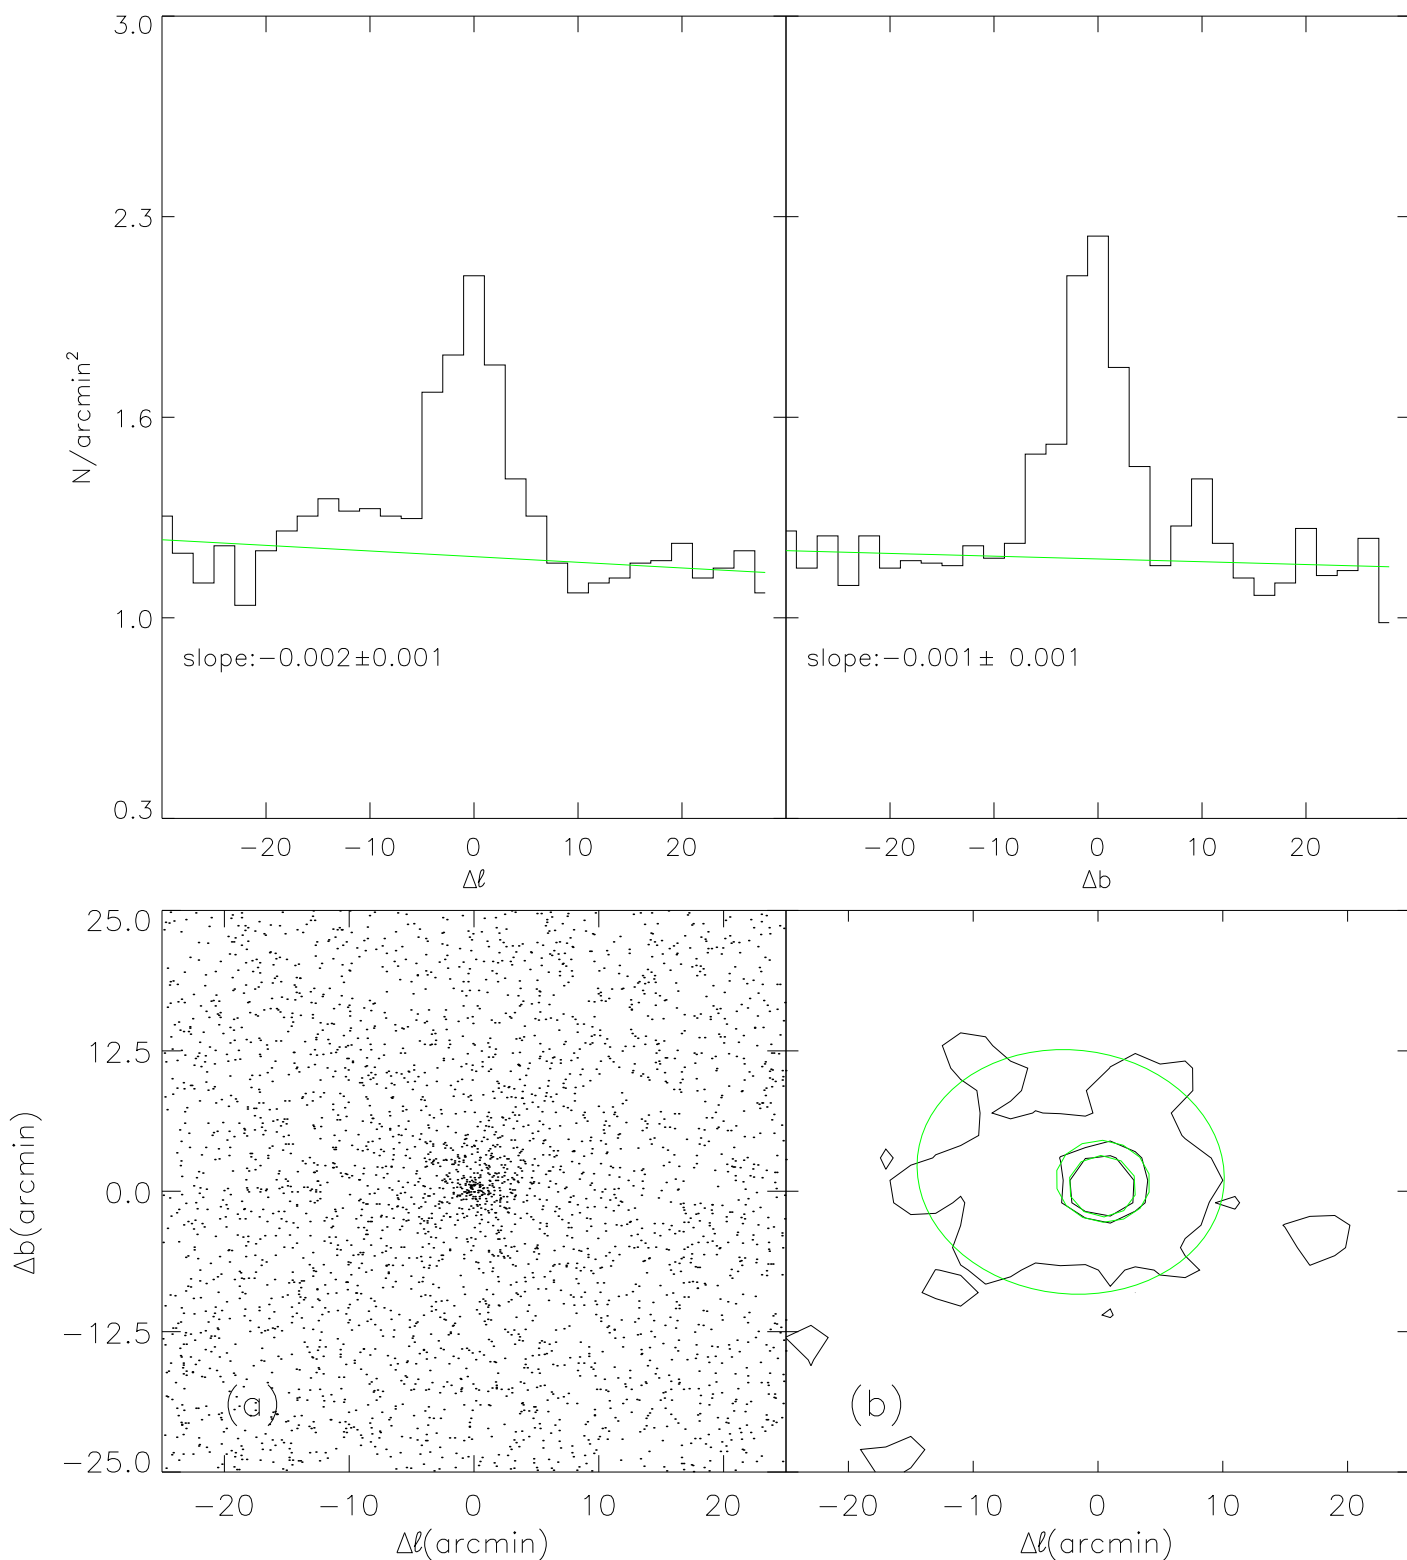 3.0
2.3
1.6
1.0
0.3
N/arcmin²
slope:−0.002±0.001
slope:−0.001± 0.001
−20 −10 0 10 20
−20 −10 0 10 20
Δℓ
Δb
25.0
12.5
0.0
−12.5
−25.0
Δb(arcmin)
(a)
(b)
−20 −10 0 10 20
−20 −10 0 10 20
Δℓ(arcmin)
Δℓ(arcmin)